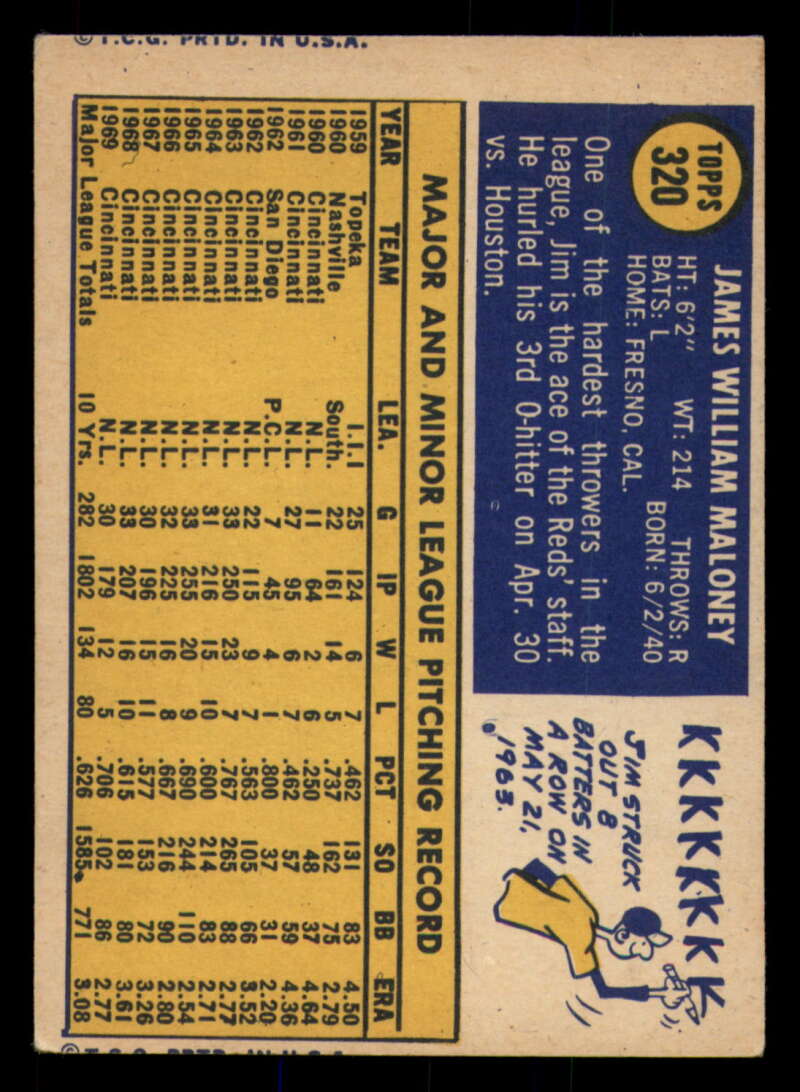 © T.C.G. PRTD. IN U.S.A.
TOPPS
320
JAMES WILLIAM MALONEY
HT: 6'2" WT: 214 THROWS: R
BATS: L BORN: 6/2/40
HOME: FRESNO, CAL.
One of the hardest throwers in the
league, Jim is the ace of the Reds' staff.
He hurled his 3rd 0-hitter on Apr. 30
vs. Houston.
KKKKKKKK
JIM STRUCK
OUT 8
BATTERS IN
A ROW ON
MAY 21,
1963.
MAJOR AND MINOR LEAGUE PITCHING RECORD
YEAR TEAM LEA. G IP W L PCT SO BB ERA
1959 Topeka I.I.I 25 124 6 7 .462 131 83 4.50
1960 Nashville South. 22 161 14 5 .737 162 75 2.79
1960 Cincinnati N.L. 11 64 2 6 .250 48 37 4.64
1961 Cincinnati N.L. 27 95 6 7 .462 57 59 4.36
1962 San Diego P.C.L. 7 45 4 1 .800 37 31 2.20
1962 Cincinnati N.L. 22 115 9 7 .563 105 66 3.52
1963 Cincinnati N.L. 33 250 23 7 .767 265 88 2.77
1964 Cincinnati N.L. 31 216 15 10 .600 214 83 2.71
1965 Cincinnati N.L. 33 255 20 9 .690 244 110 2.54
1966 Cincinnati N.L. 32 225 16 8 .667 216 90 2.80
1967 Cincinnati N.L. 30 196 15 11 .577 153 72 3.26
1968 Cincinnati N.L. 33 207 16 10 .615 181 80 3.61
1969 Cincinnati N.L. 30 179 12 5 .706 102 86 2.77
Major League Totals 10 Yrs. 282 1802 134 80 .626 1585 771 3.08
© T.C.G. PRTD. IN U.S.A.